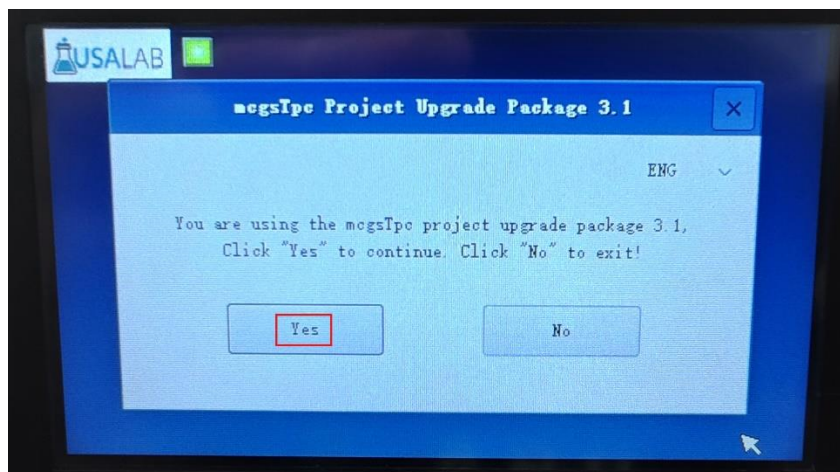 USALAB
mcgsTpc Project Upgrade Package 3.1
ENG
You are using the mcgsTpc project upgrade package 3.1,
Click "Yes" to continue. Click "No" to exit!
Yes
No